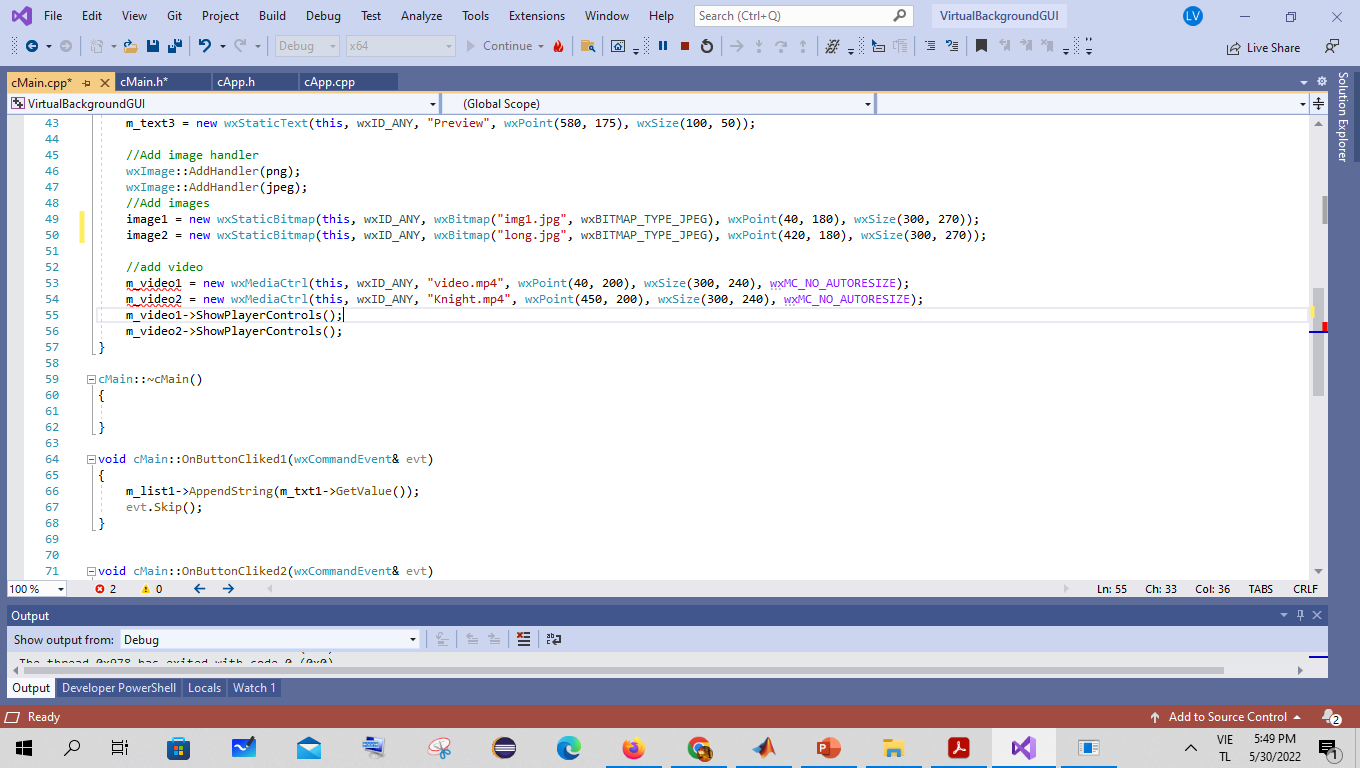 File Edit View Git Project Build Debug Test Analyze Tools Extensions Window Help Search (Ctrl+Q) VirtualBackgroundGUI LV
Debug x64 Continue Live Share
cMain.cpp* cMain.h* cApp.h cApp.cpp
VirtualBackgroundGUI (Global Scope)
Solution Explorer
43 m_text3 = new wxStaticText(this, wxID_ANY, "Preview", wxPoint(580, 175), wxSize(100, 50));
44
45 //Add image handler
46 wxImage::AddHandler(png);
47 wxImage::AddHandler(jpeg);
48 //Add images
49 image1 = new wxStaticBitmap(this, wxID_ANY, wxBitmap("img1.jpg", wxBITMAP_TYPE_JPEG), wxPoint(40, 180), wxSize(300, 270));
50 image2 = new wxStaticBitmap(this, wxID_ANY, wxBitmap("long.jpg", wxBITMAP_TYPE_JPEG), wxPoint(420, 180), wxSize(300, 270));
51
52 //add video
53 m_video1 = new wxMediaCtrl(this, wxID_ANY, "video.mp4", wxPoint(40, 200), wxSize(300, 240), wxMC_NO_AUTORESIZE);
54 m_video2 = new wxMediaCtrl(this, wxID_ANY, "Knight.mp4", wxPoint(450, 200), wxSize(300, 240), wxMC_NO_AUTORESIZE);
55 m_video1->ShowPlayerControls();
56 m_video2->ShowPlayerControls();
57 }
58
59 cMain::~cMain()
60 {
61
62 }
63
64 void cMain::OnButtonCliked1(wxCommandEvent& evt)
65 {
66 m_list1->AppendString(m_txt1->GetValue());
67 evt.Skip();
68 }
69
70
71 void cMain::OnButtonCliked2(wxCommandEvent& evt)
100 % 2 0 Ln: 55 Ch: 33 Col: 36 TABS CRLF
Output
Show output from: Debug
The thread 0x978 has exited with code 0 (0x0).
Output Developer PowerShell Locals Watch 1
Ready Add to Source Control 2
VIE 5:49 PM
TL 5/30/2022 1